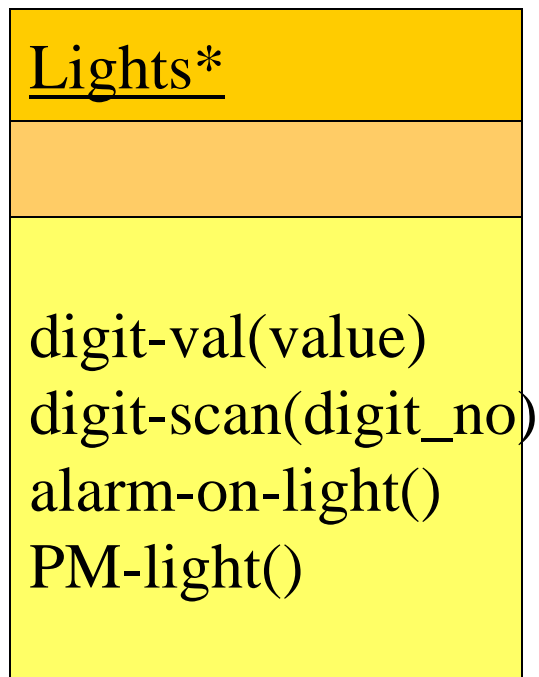 Lights*
digit-val(value)
digit-scan(digit_no)
alarm-on-light()
PM-light()